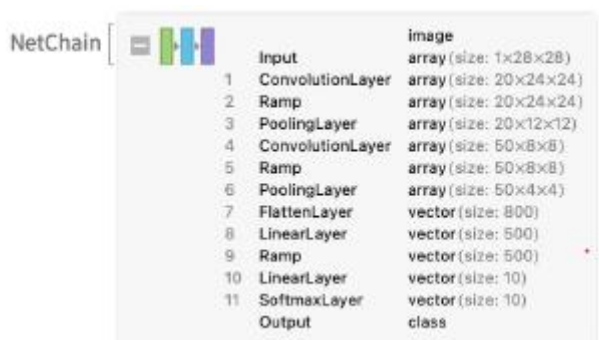 NetChain
image
Input array (size: 1×28×28)
1 ConvolutionLayer array (size: 20×24×24)
2 Ramp array (size: 20×24×24)
3 PoolingLayer array (size: 20×12×12)
4 ConvolutionLayer array (size: 50×8×8)
5 Ramp array (size: 50×8×8)
6 PoolingLayer array (size: 50×4×4)
7 FlattenLayer vector (size: 800)
8 LinearLayer vector (size: 500)
9 Ramp vector (size: 500)
10 LinearLayer vector (size: 10)
11 SoftmaxLayer vector (size: 10)
Output class